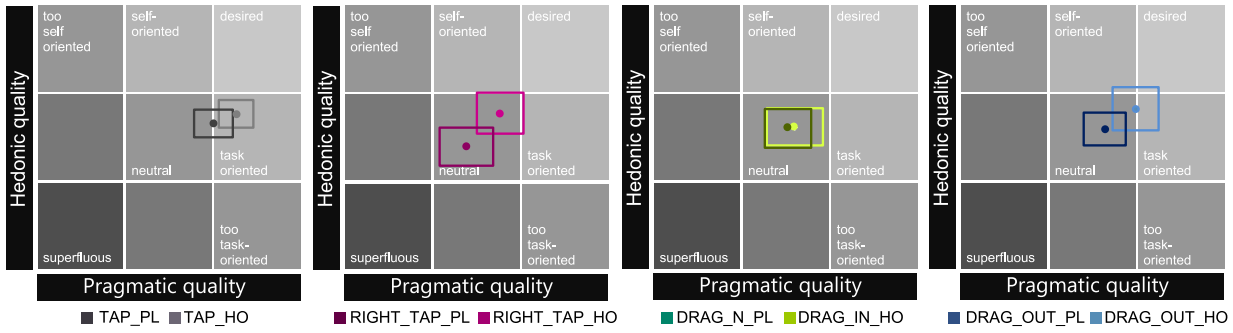 Hedonic quality
too
self
oriented
self-
oriented
desired
neutral
task
oriented
superfluous
too
task-
oriented
Pragmatic quality
TAP_PL TAP_HO
Hedonic quality
too
self
oriented
self-
oriented
desired
neutral
task
oriented
superfluous
too
task-
oriented
Pragmatic quality
RIGHT_TAP_PL RIGHT_TAP_HO
Hedonic quality
too
self
oriented
self-
oriented
desired
neutral
task
oriented
superfluous
too
task-
oriented
Pragmatic quality
DRAG_N_PL DRAG_IN_HO
Hedonic quality
too
self
oriented
self-
oriented
desired
neutral
task
oriented
superfluous
too
task-
oriented
Pragmatic quality
DRAG_OUT_PL DRAG_OUT_HO